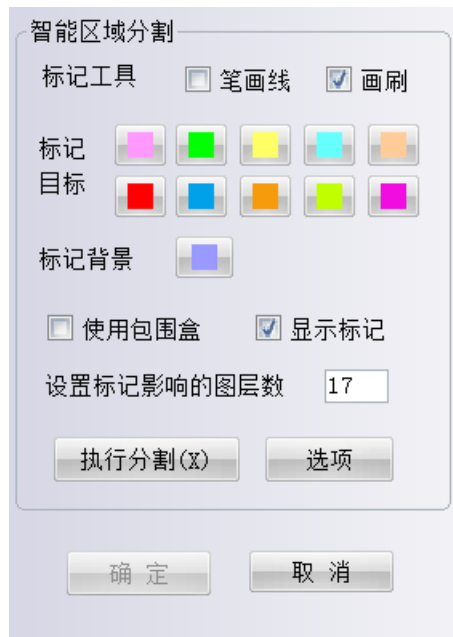 智能区域分割
标记工具 笔画线 画刷
标记
目标
标记背景
使用包围盒 显示标记
设置标记影响的图层数 17
执行分割(X) 选项
确 定 取 消